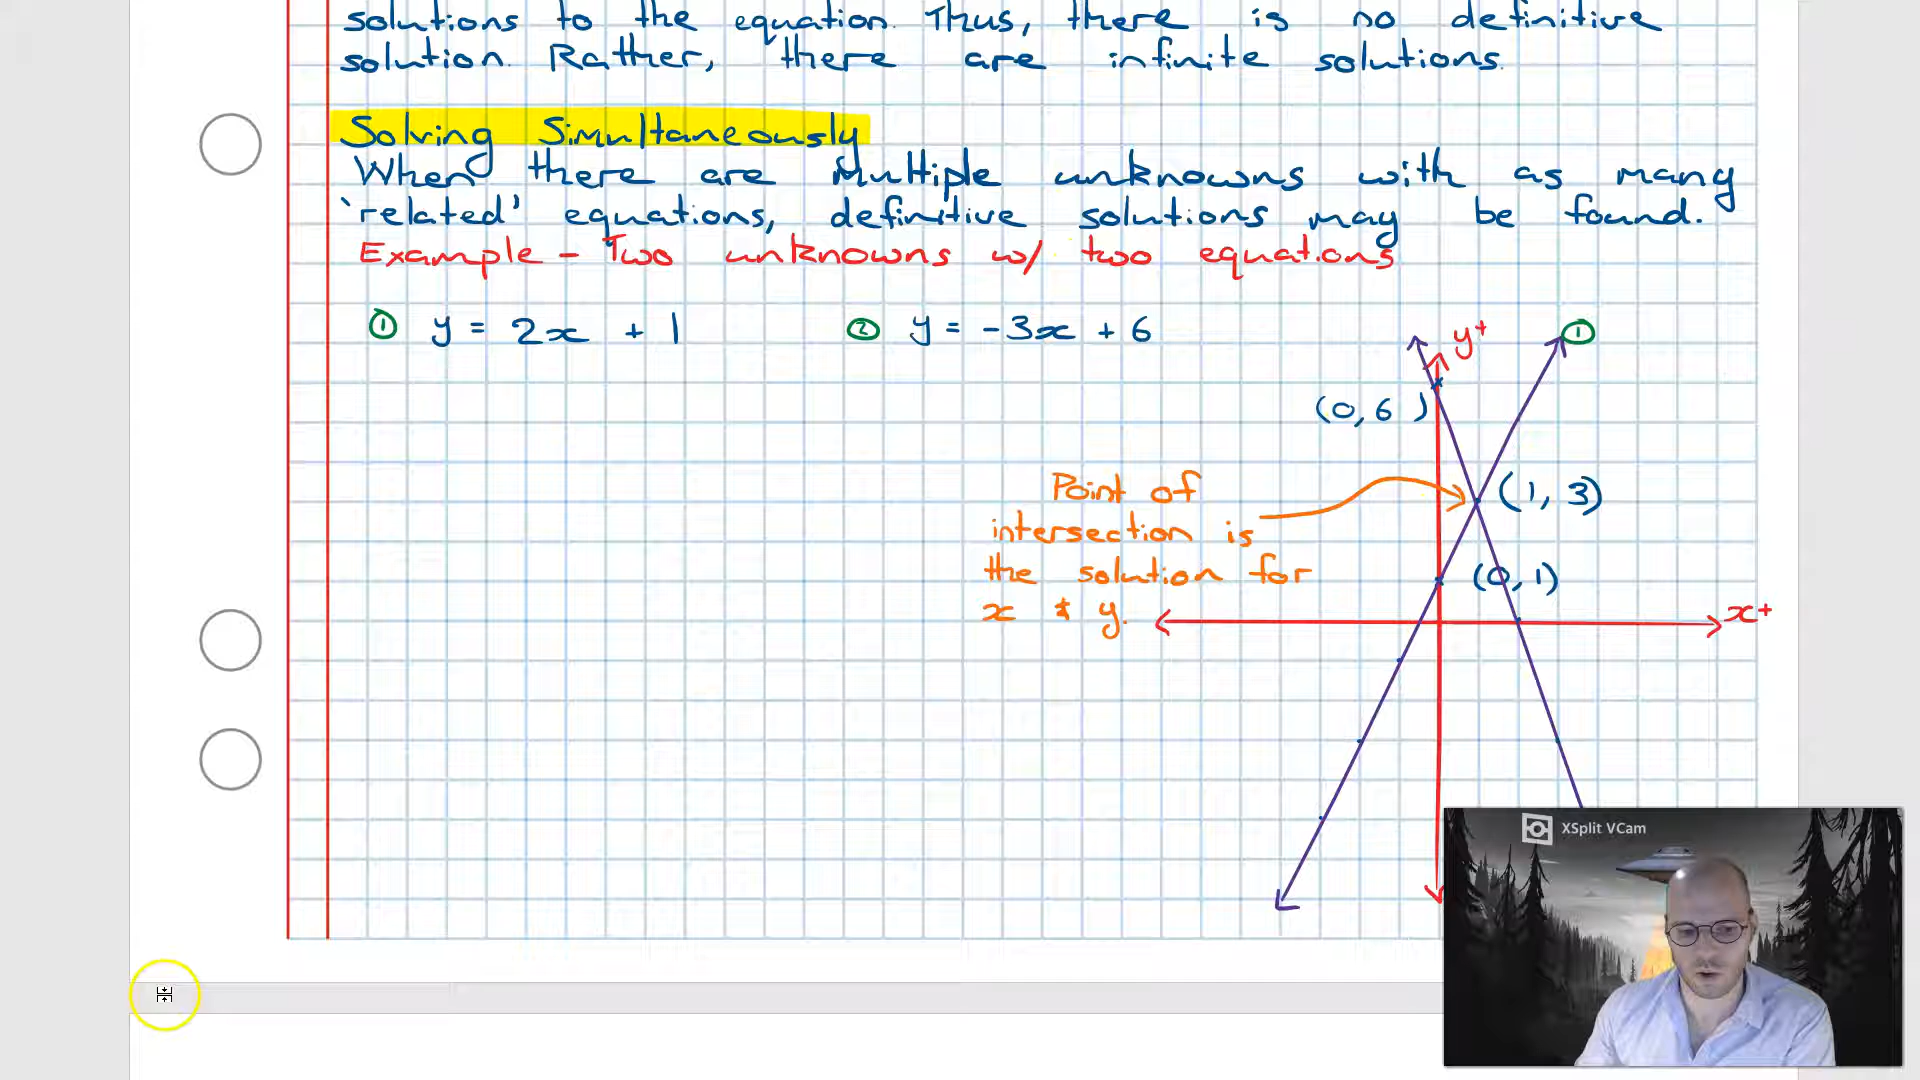 solutions to the equation. Thus, there is no definitive
solution. Rather, there are infinite solutions.
Solving Simultaneously
When there are multiple unknowns with as many
'related' equations, definitive solutions may be found.
Example - Two unknowns w/ two equations
① y = 2x + 1
② y = -3x + 6
y+
①
(0, 6)
Point of
intersection is
the solution for
x & y.
(1, 3)
(0, 1)
x+
XSplit VCam